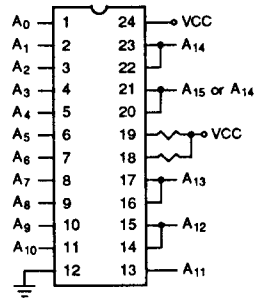 A0 1 24 VCC
A1 2 23 A14
A2 3 22
A3 4 21 A15 or A14
A4 5 20
A5 6 19 VCC
A6 7 18
A7 8 17 A13
A8 9 16
A9 10 15 A12
A10 11 14
12 13 A11